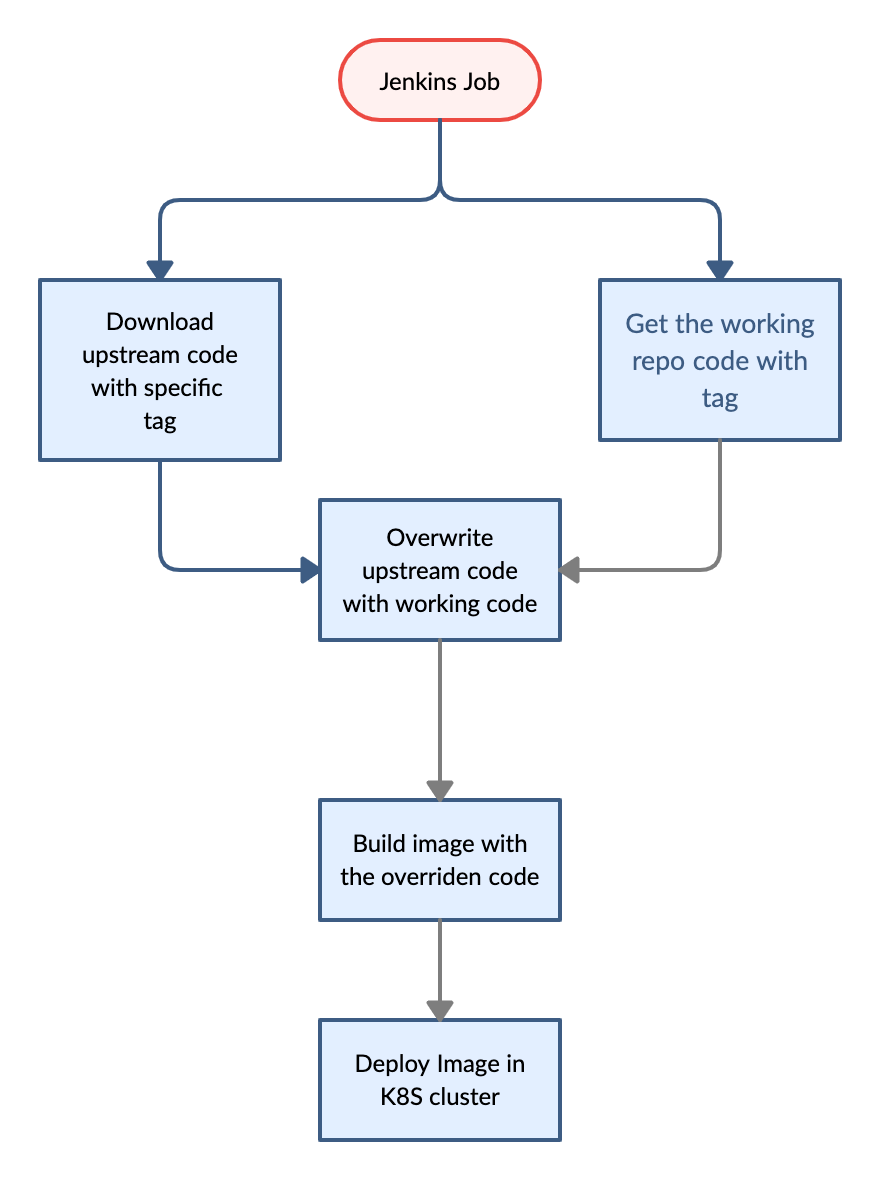 Jenkins Job
Download
upstream code
with specific
tag
Get the working
repo code with
tag
Overwrite
upstream code
with working code
Build image with
the overriden code
Deploy Image in
K8S cluster